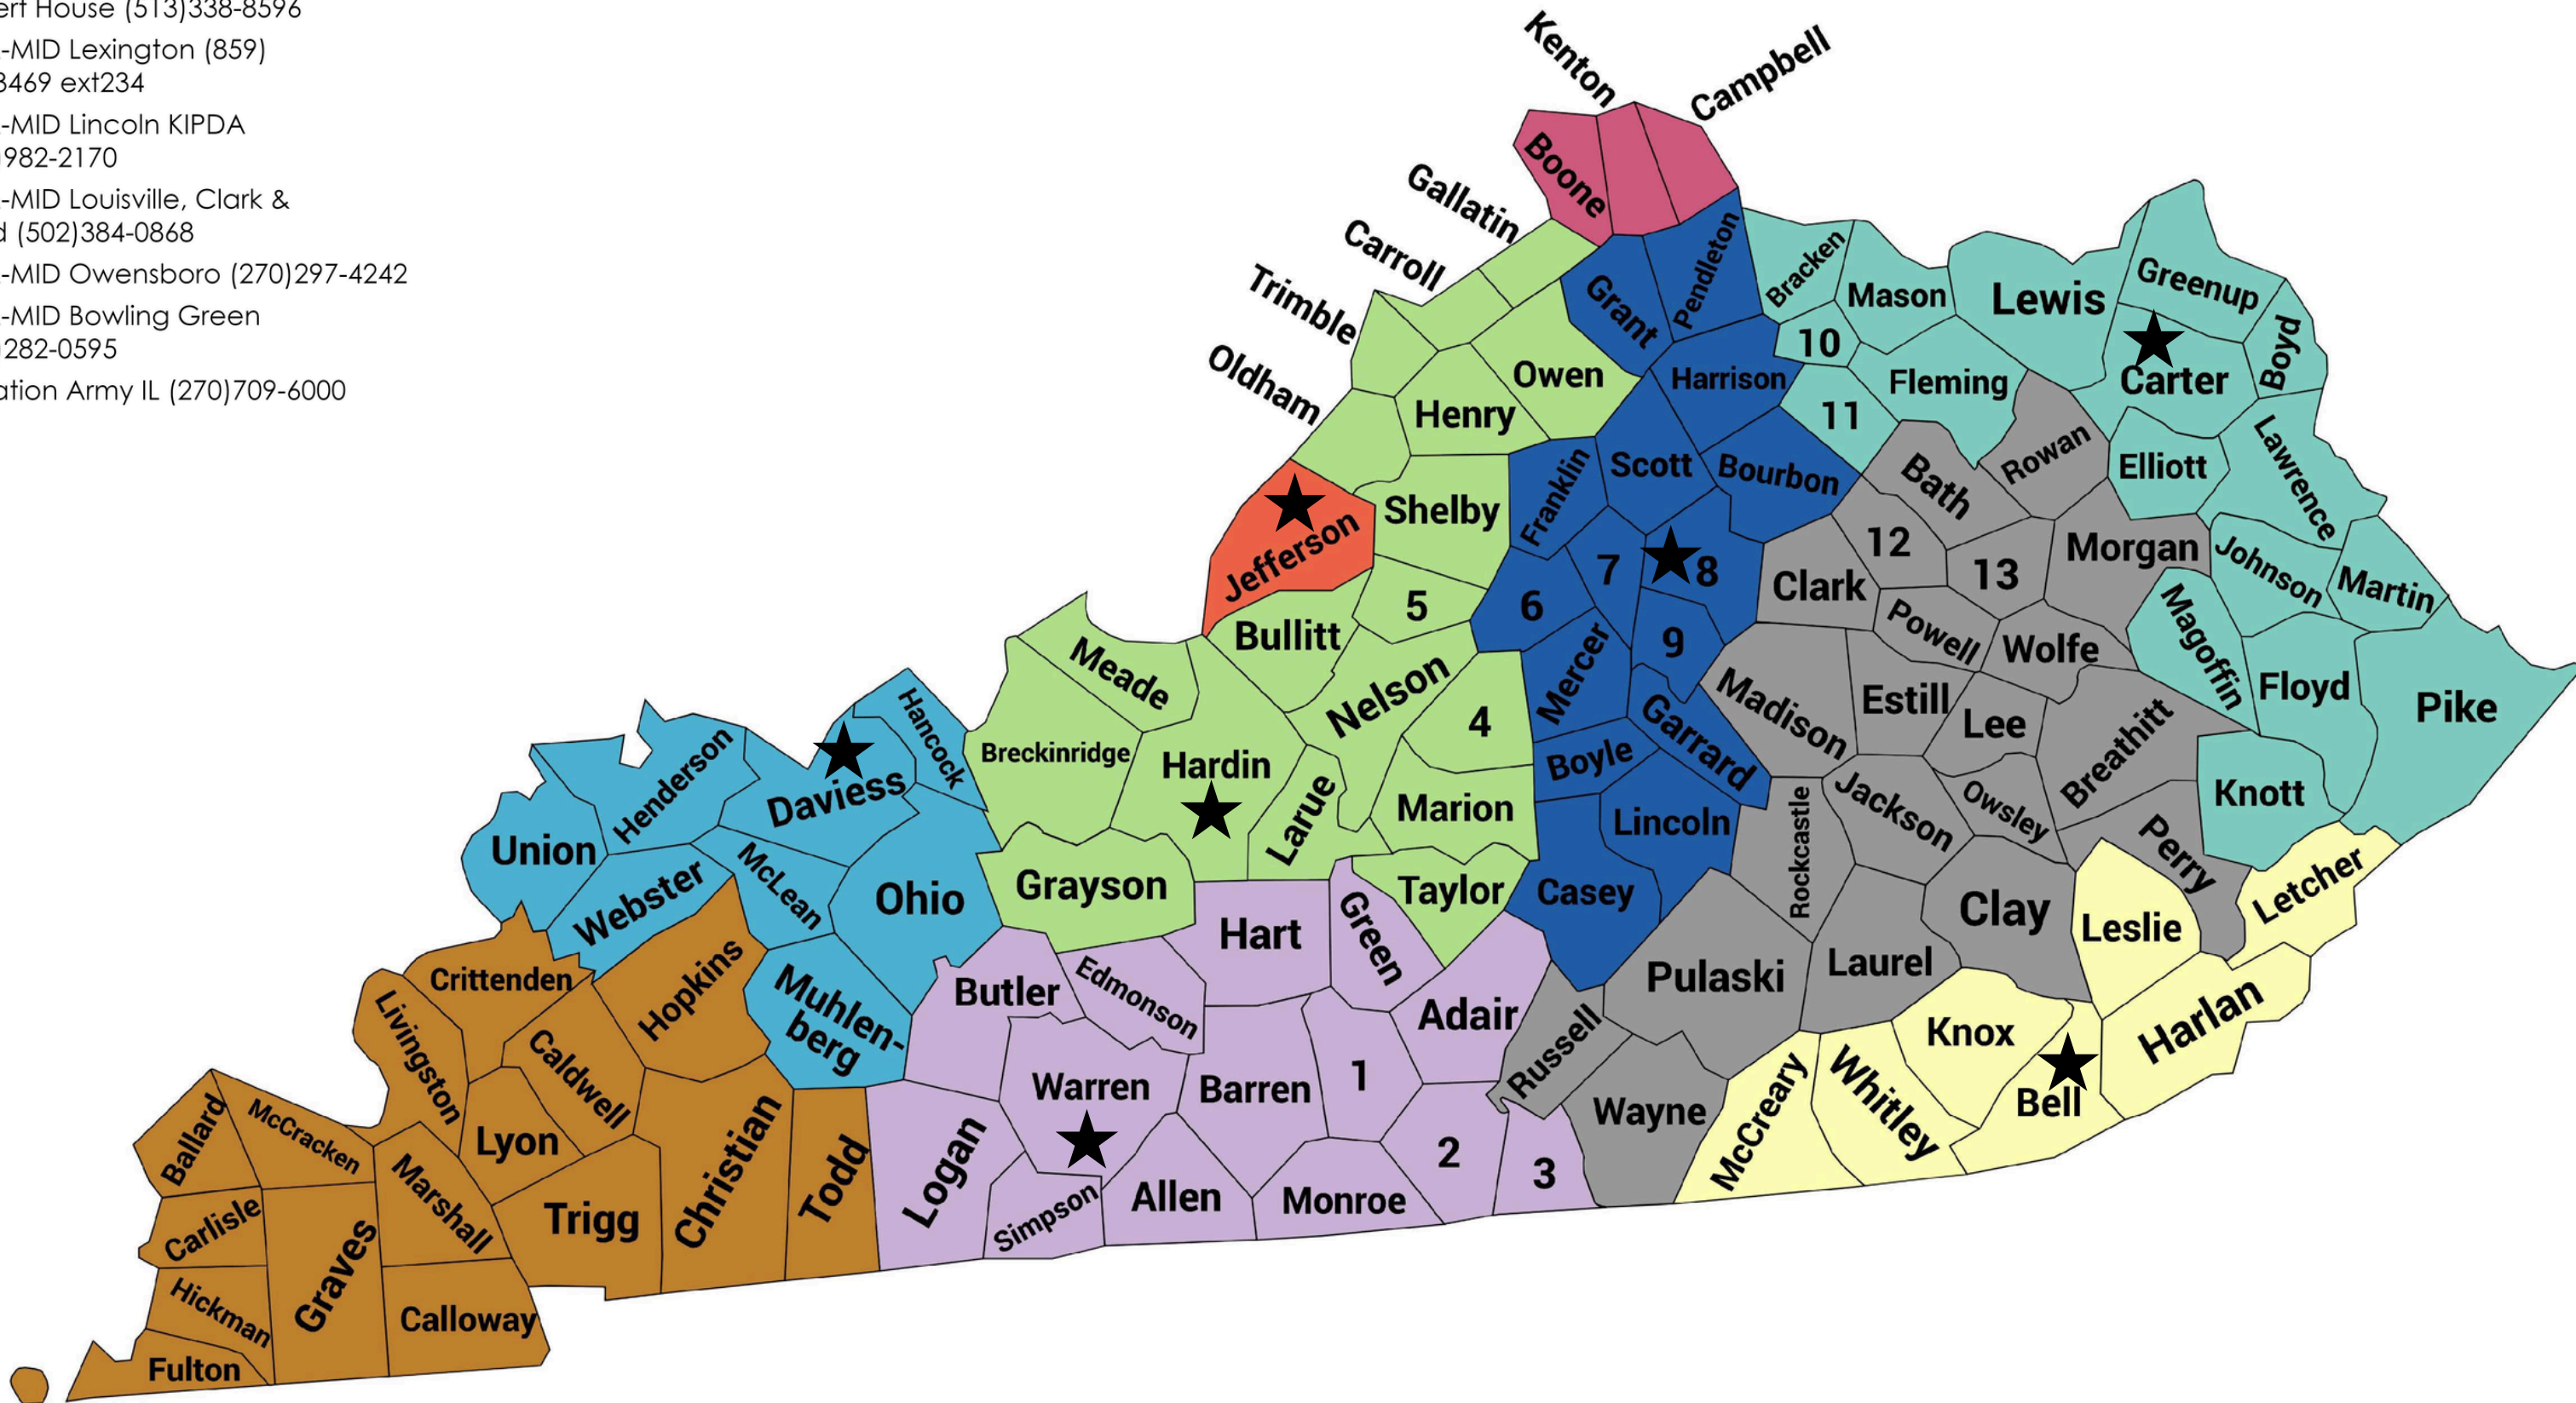 ert House (513)338-8596
-MID Lexington (859)
3469 ext234
-MID Lincoln KIPDA
)982-2170
-MID Louisville, Clark &
d (502)384-0868
-MID Owensboro (270)297-4242
-MID Bowling Green
)282-0595
ation Army IL (270)709-6000
Kenton
Campbell
Boone
Gallatin
Carroll
Trimble
Oldham
Grant
Pendleton
Bracken
Mason
Lewis
Greenup
Boyd
Carter
10
Fleming
11
Owen
Henry
Harrison
Rowan
Elliott
Lawrence
Scott
Bourbon
Bath
Franklin
Shelby
Jefferson
12
13
Morgan
Johnson
Martin
7
8
Clark
6
5
9
Powell
Wolfe
Magoffin
Floyd
Pike
Bullitt
Meade
Nelson
Mercer
Madison
Estill
Lee
Breathitt
4
Garrard
Boyle
Hancock
Breckinridge
Hardin
Larue
Marion
Lincoln
Jackson
Owsley
Knott
Henderson
Daviess
Rockcastle
Perry
Letcher
Union
McLean
Webster
Ohio
Grayson
Taylor
Casey
Clay
Leslie
Hart
Green
Crittenden
Hopkins
Muhlen-
berg
Butler
Edmonson
Adair
Pulaski
Laurel
Livingston
Caldwell
Russell
Knox
Harlan
Warren
Barren
1
Wayne
McCreary
Whitley
Bell
Ballard
McCracken
Lyon
Christian
Todd
Logan
2
3
Marshall
Simpson
Allen
Monroe
Carlisle
Graves
Trigg
Hickman
Calloway
Fulton